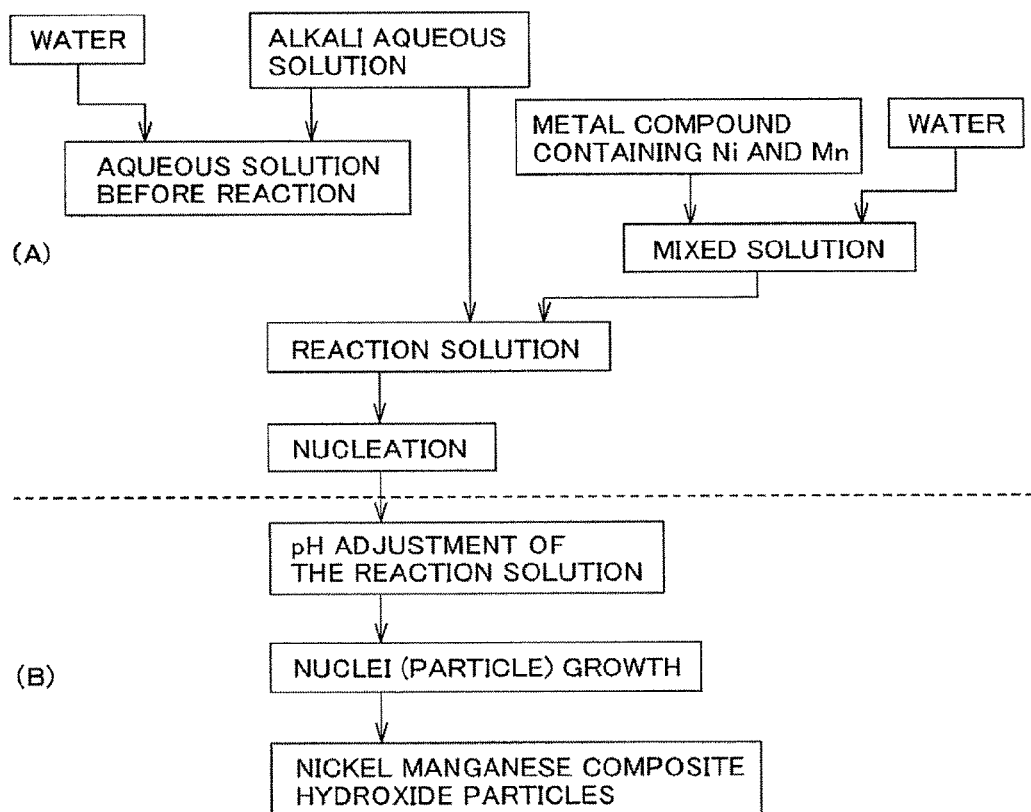 WATER
ALKALI AQUEOUS
SOLUTION
METAL COMPOUND
CONTAINING Ni AND Mn
WATER
AQUEOUS SOLUTION
BEFORE REACTION
(A)
MIXED SOLUTION
REACTION SOLUTION
NUCLEATION
pH ADJUSTMENT OF
THE REACTION SOLUTION
(B)
NUCLEI (PARTICLE) GROWTH
NICKEL MANGANESE COMPOSITE
HYDROXIDE PARTICLES